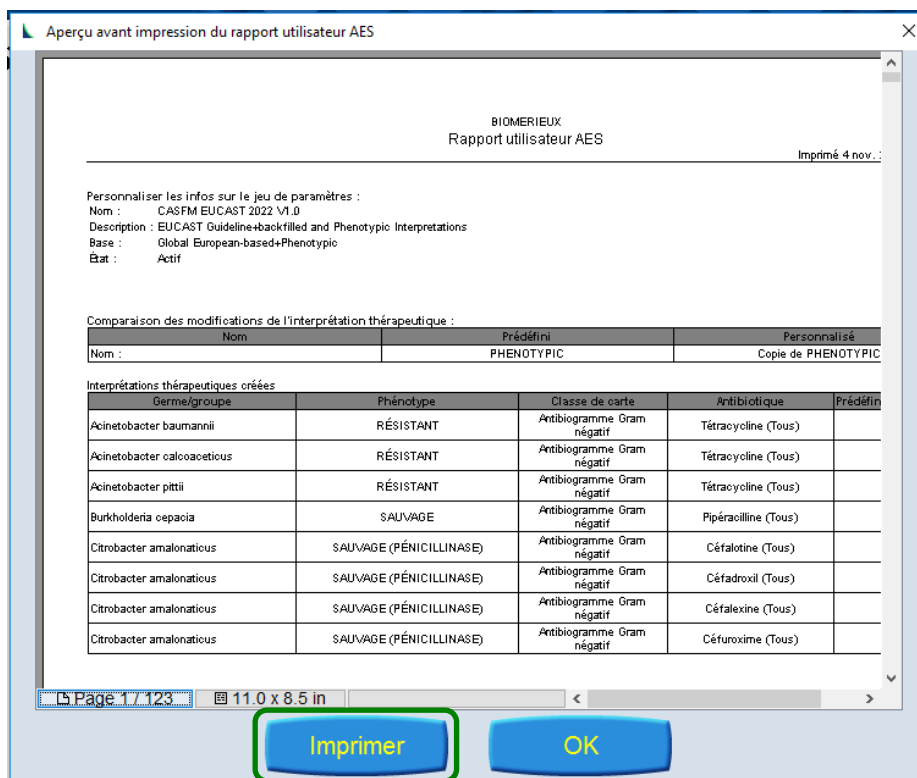 Aperçu avant impression du rapport utilisateur AES
BIOMERIEUX
Rapport utilisateur AES
Imprimé 4 nov. :
Personnaliser les infos sur le jeu de paramètres :
Nom : CASFM EUCAST 2022 V1.0
Description : EUCAST Guideline+backfilled and Phenotypic Interpretations
Base : Global European-based+Phenotypic
État : Actif
Comparaison des modifications de l'interprétation thérapeutique :
Nom Prédéfini Personnalisé
Nom : PHENOTYPIC Copie de PHENOTYPIC
Interprétations thérapeutiques créées
Germe/groupe Phénotype Classe de carte Antibiotique Prédéfin
Acinetobacter baumannii RÉSISTANT Antibiogramme Gram négatif Tétracycline (Tous)
Acinetobacter calcoaceticus RÉSISTANT Antibiogramme Gram négatif Tétracycline (Tous)
Acinetobacter pittii RÉSISTANT Antibiogramme Gram négatif Tétracycline (Tous)
Burkholderia cepacia SAUVAGE Antibiogramme Gram négatif Pipéracilline (Tous)
Citrobacter amalonaticus SAUVAGE (PÉNICILLINASE) Antibiogramme Gram négatif Céfalotine (Tous)
Citrobacter amalonaticus SAUVAGE (PÉNICILLINASE) Antibiogramme Gram négatif Céfadroxil (Tous)
Citrobacter amalonaticus SAUVAGE (PÉNICILLINASE) Antibiogramme Gram négatif Céfalexine (Tous)
Citrobacter amalonaticus SAUVAGE (PÉNICILLINASE) Antibiogramme Gram négatif Céfuroxime (Tous)
Page 1 / 123 11.0 x 8.5 in
Imprimer OK